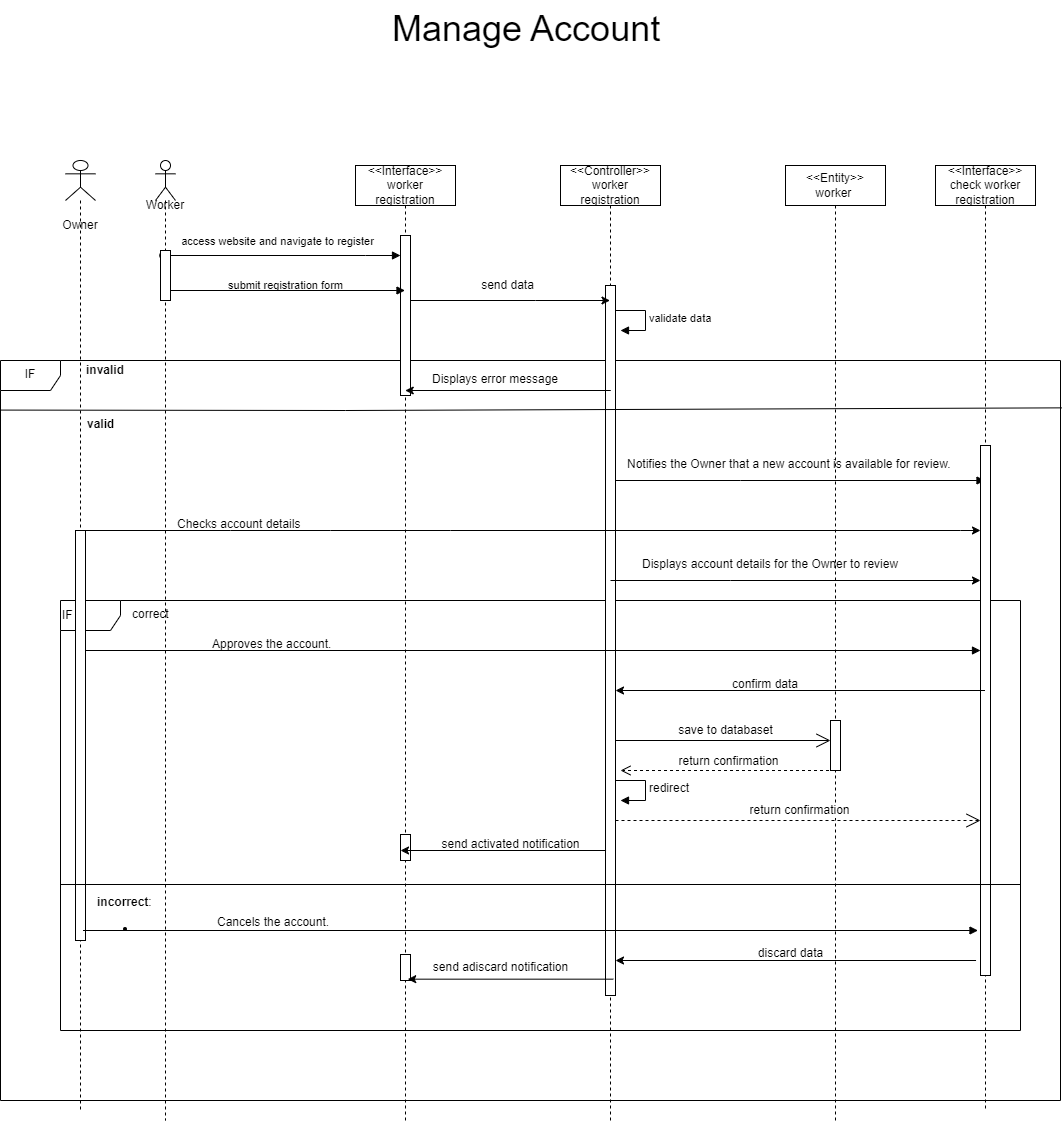 Manage Account
Owner
Worker
<<Interface>>
worker
registration
<<Controller>>
worker
registration
<<Entity>>
worker
<<Interface>>
check worker
registration
access website and navigate to register
submit registration form
send data
validate data
IF
invalid
Displays error message
valid
Notifies the Owner that a new account is available for review.
Checks account details
Displays account details for the Owner to review
IF
correct
Approves the account.
confirm data
save to databaset
return confirmation
redirect
return confirmation
send activated notification
incorrect:
Cancels the account.
discard data
send adiscard notification